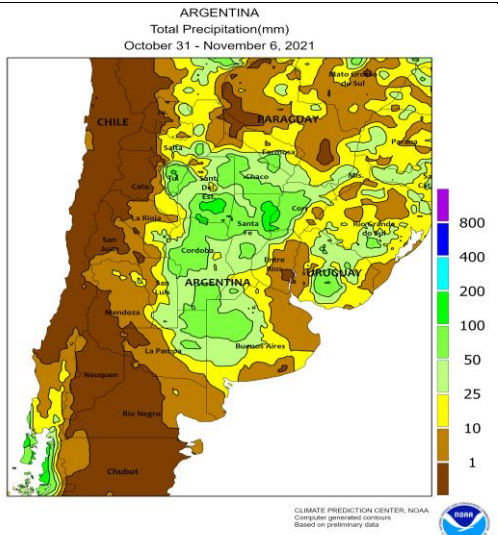 ARGENTINA
Total Precipitation(mm)
October 31 - November 6, 2021
Mato Grosso
do Sul
CHILE
PARAGUAY
Ju.
Parana
Salta
Formosa
Tuc.
Sant.
Del
Est.
Chaco
Mis.
Sa
Cat
Cata.
La Rioja
Santa
Fe
Corr.
Rio Grande
do Sul
San
Juan
Cordoba
Entre
Rios
URUGUAY
San
Luis
ARGENTINA
Mendoza
La Pampa
Buenos Aires
Neuquen
Rio Negro
Chubut
800
400
200
100
50
25
10
1
CLIMATE PREDICTION CENTER, NOAA
Computer generated contours
Based on preliminary data
NOAA